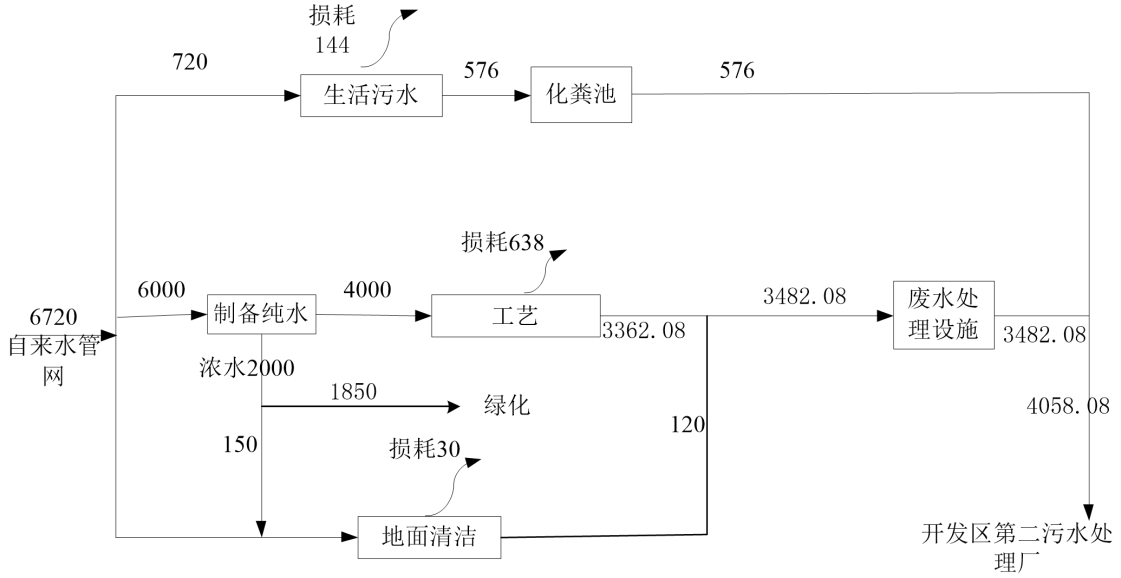 损耗
144
720
576
576
生活污水
化粪池
损耗638
6000
4000
3482.08
制备纯水
工艺
废水处
理设施
6720
自来水管
网
3362.08
3482.08
浓水2000
1850
绿化
4058.08
150
120
损耗30
地面清洁
开发区第二污水处
理厂